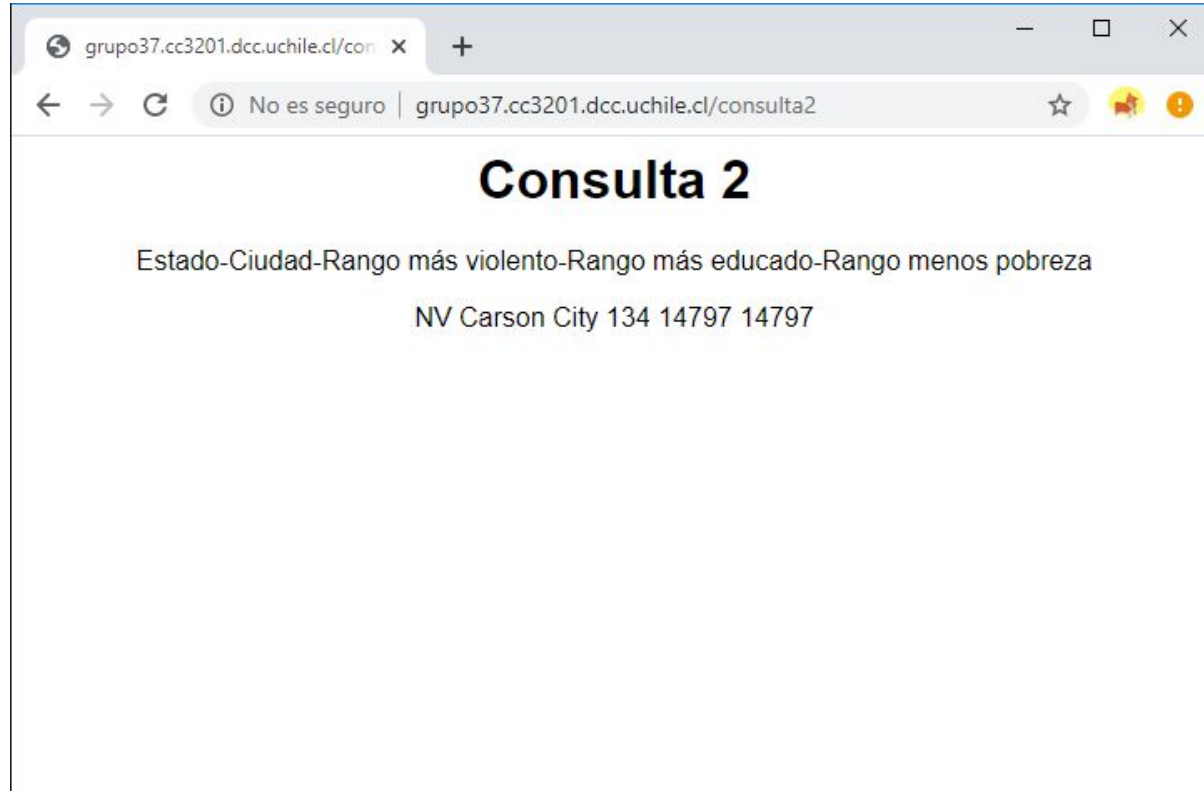 grupo37.cc3201.dcc.uchile.cl/con
No es seguro | grupo37.cc3201.dcc.uchile.cl/consulta2
Consulta 2
Estado-Ciudad-Rango más violento-Rango más educado-Rango menos pobreza
NV Carson City 134 14797 14797